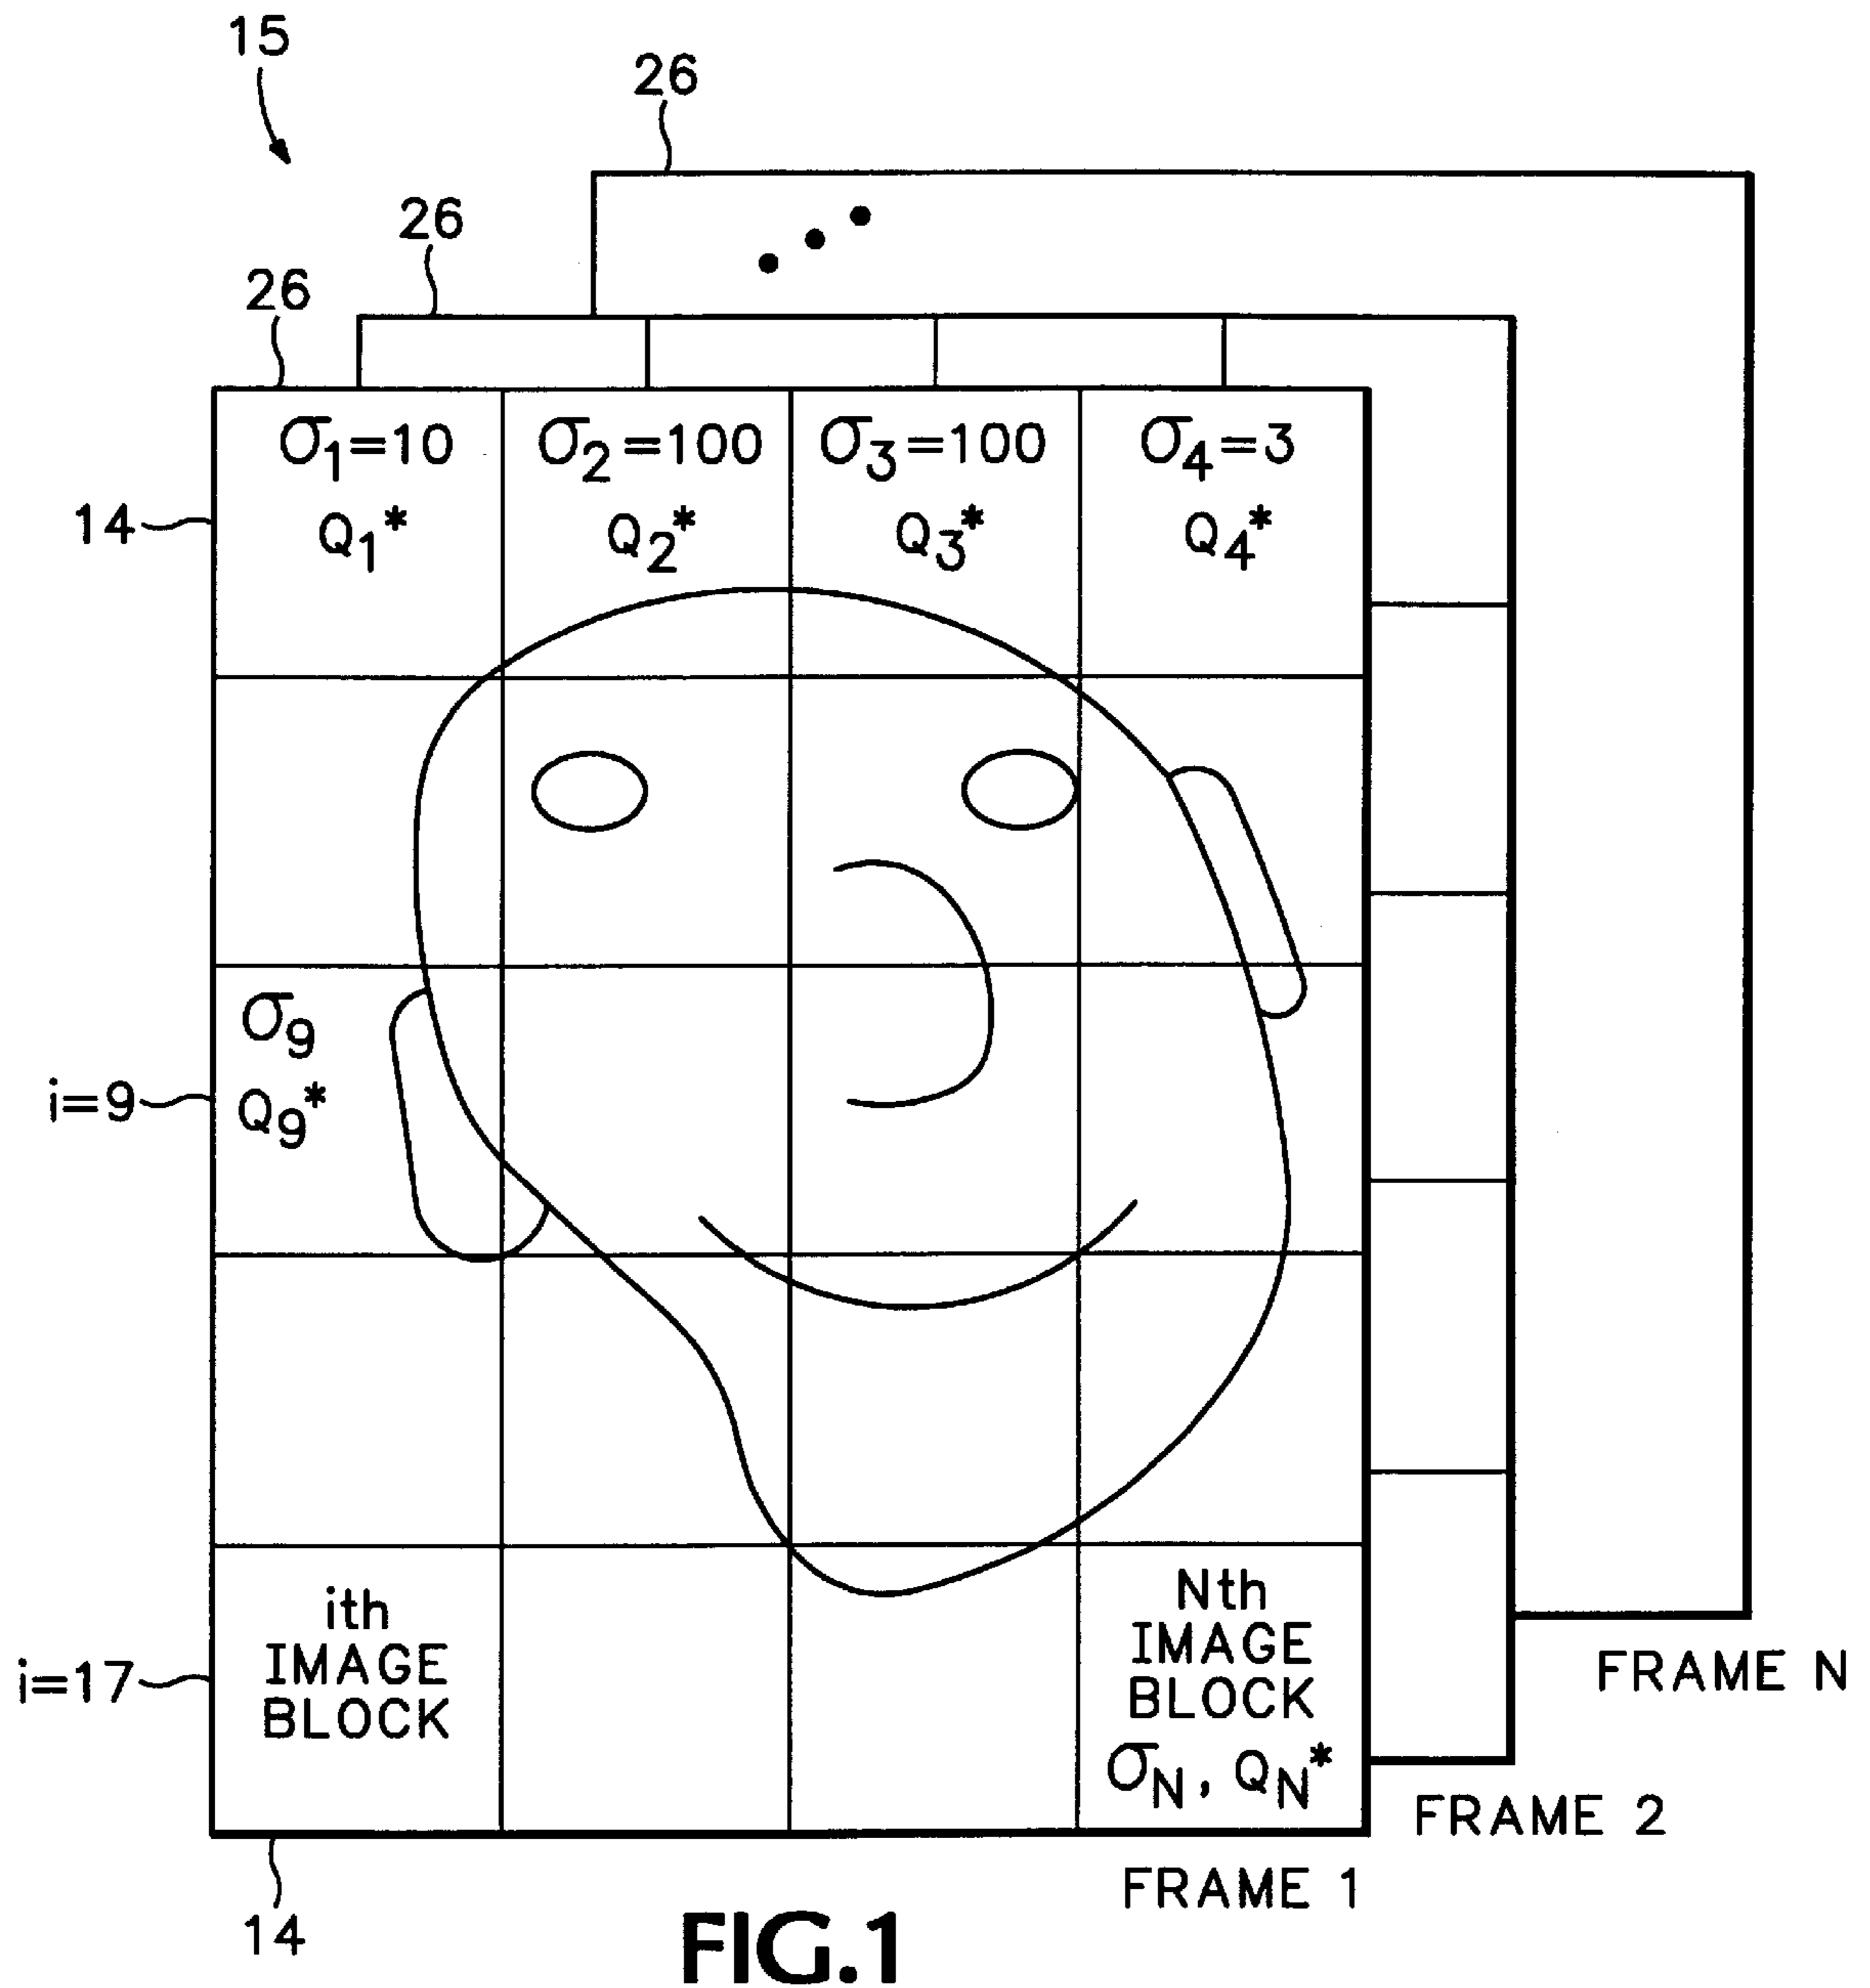 15
26
26
26
σ1=10 σ2=100 σ3=100 σ4=3
14
Q1* Q2* Q3* Q4*
σ9
i=9
Q9*
ith
IMAGE
BLOCK
i=17
Nth
IMAGE
BLOCK
σN, QN*
FRAME N
FRAME 2
FRAME 1
14
FIG.1